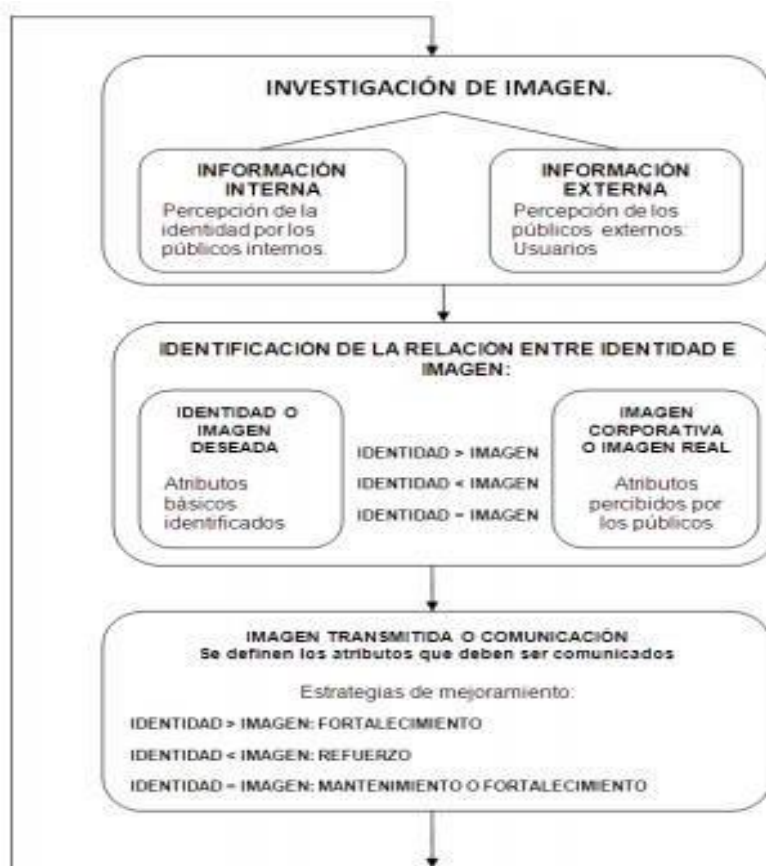 INVESTIGACIÓN DE IMAGEN.
INFORMACIÓN
INTERNA
Percepción de la
identidad por los
públicos internos.
INFORMACIÓN
EXTERNA
Percepción de los
públicos externos:
Usuarios
IDENTIFICACION DE LA RELACION ENTRE IDENTIDAD E
IMAGEN:
IDENTIDAD O
IMAGEN
DESEADA
Atributos
básicos
identificados
IDENTIDAD > IMAGEN
IDENTIDAD < IMAGEN
IDENTIDAD = IMAGEN
IMAGEN
CORPORATIVA
O IMAGEN REAL
Atributos
percibidos por
los públicos
IMAGEN TRANSMITIDA O COMUNICACIÓN
Se definen los atributos que deben ser comunicados
Estrategias de mejoramiento:
IDENTIDAD > IMAGEN: FORTALECIMIENTO
IDENTIDAD < IMAGEN: REFUERZO
IDENTIDAD = IMAGEN: MANTENIMIENTO O FORTALECIMIENTO